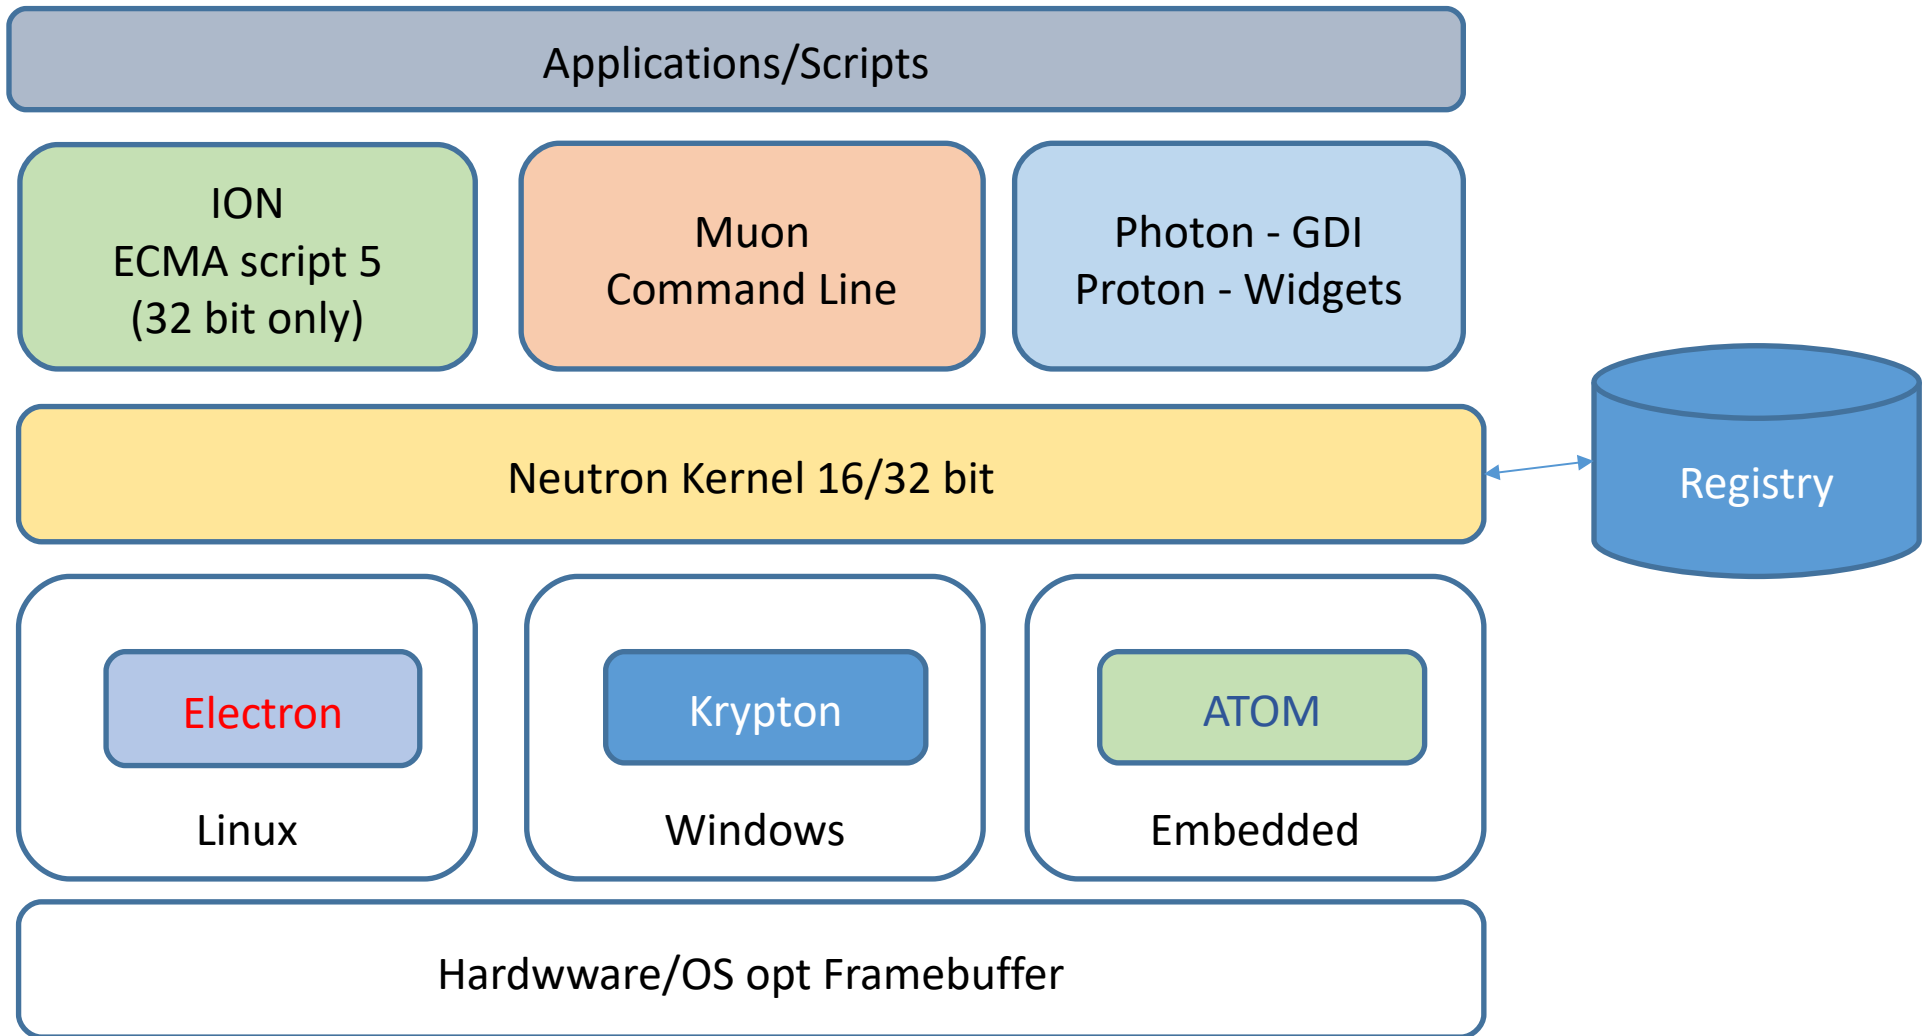 Applications/Scripts
ION
ECMA script 5
(32 bit only)
Muon
Command Line
Photon - GDI
Proton - Widgets
Neutron Kernel 16/32 bit
Registry
Electron
Linux
Krypton
Windows
ATOM
Embedded
Hardwware/OS opt Framebuffer